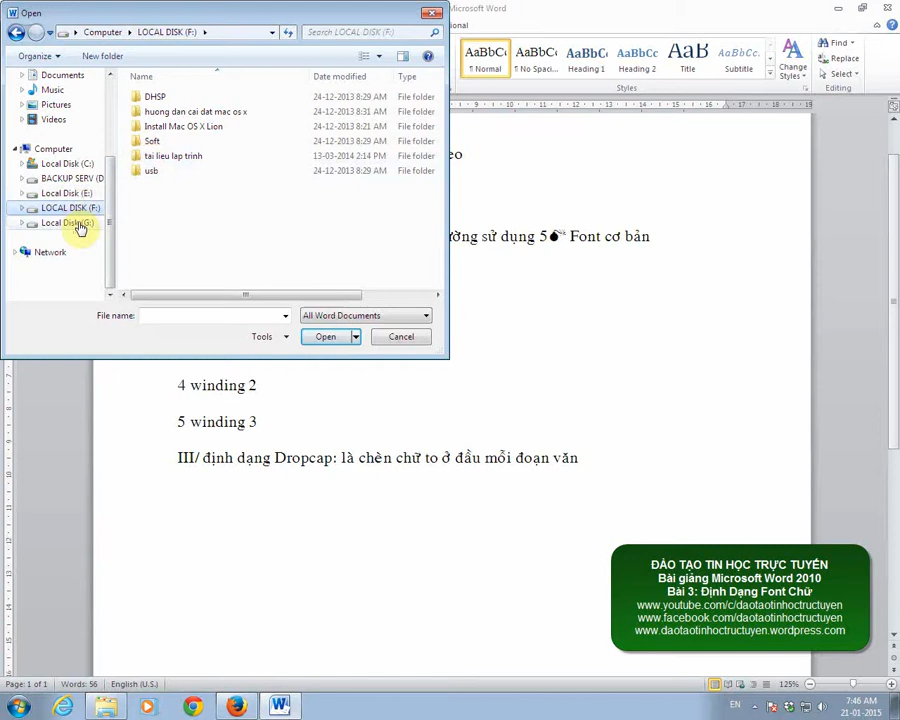 Open
Microsoft Word
Computer
LOCAL DISK (F:)
Search LOCAL DISK (F:)
Organize
New folder
Documents
Music
Pictures
Videos
Computer
Local Disk (C:)
BACKUP SERV (D
Local Disk (E:)
LOCAL DISK (F:)
Local Disk (G:)
Network
Name Date modified Type
DHSP 24-12-2013 8:29 AM File folder
huong dan cai dat mac os x 24-12-2013 8:31 AM File folder
Install Mac OS X Lion 24-12-2013 8:21 AM File folder
Soft 24-12-2013 8:29 AM File folder
tai lieu lap trinh 13-03-2014 2:14 PM File folder
usb 24-12-2013 8:29 AM File folder
File name:
All Word Documents
Tools Open Cancel
AaBbCc AaBbCc AaBbC AaBbCc AaB AaBbCc.
¶ Normal ¶ No Spaci... Heading 1 Heading 2 Title Subtitle
Change Styles
Styles
Find
Replace
Select
Editing
eo
ường sử dụng 5 Font cơ bản
4 winding 2
5 winding 3
III/ định dạng Dropcap: là chèn chữ to ở đầu mỗi đoạn văn
ĐÀO TẠO TIN HỌC TRỰC TUYẾN
Bài giảng Microsoft Word 2010
Bài 3: Định Dạng Font Chữ
www.youtube.com/c/daotaotinhoctructuyen
www.facebook.com/daotaotinhoctructuyen
www.daotaotinhoctructuyen.wordpress.com
Page: 1 of 1 Words: 56 English (U.S.) 125%
EN 7:46 AM
21-01-2015